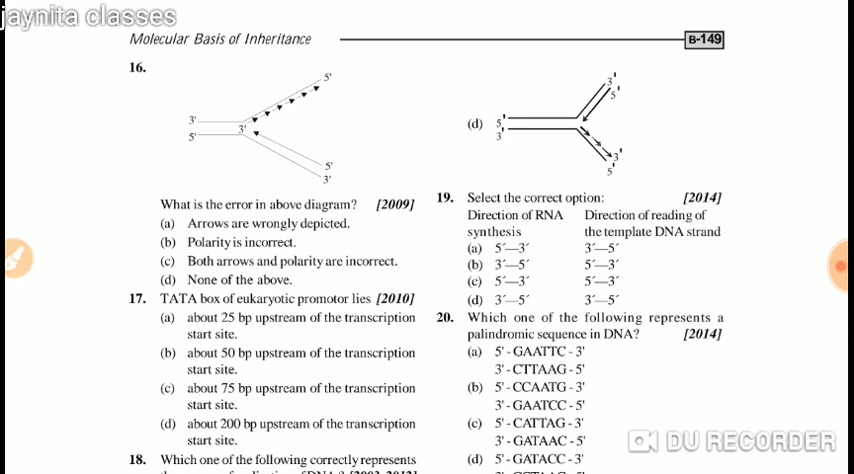 jaynita classes
Molecular Basis of Inheritance
B-149
16.
5'
3'
5'
3'
5'
3'
What is the error in above diagram? [2009]
(a) Arrows are wrongly depicted.
(b) Polarity is incorrect.
(c) Both arrows and polarity are incorrect.
(d) None of the above.
17. TATA box of eukaryotic promotor lies [2010]
(a) about 25 bp upstream of the transcription
start site.
(b) about 50 bp upstream of the transcription
start site.
(c) about 75 bp upstream of the transcription
start site.
(d) about 200 bp upstream of the transcription
start site.
18. Which one of the following correctly represents
3'
5'
(d) 5'
3'
3'
5'
19. Select the correct option: [2014]
Direction of RNA Direction of reading of
synthesis the template DNA strand
(a) 5´—3´ 3´—5´
(b) 3´—5´ 5´—3´
(c) 5´—3´ 5´—3´
(d) 3´—5´ 3´—5´
20. Which one of the following represents a
palindromic sequence in DNA? [2014]
(a) 5' - GAATTC - 3'
3' - CTTAAG - 5'
(b) 5' - CCAATG - 3'
3' - GAATCC - 5'
(c) 5' - CATTAG - 3'
3' - GATAAC - 5'
(d) 5' - GATACC - 3'
DU RECORDER